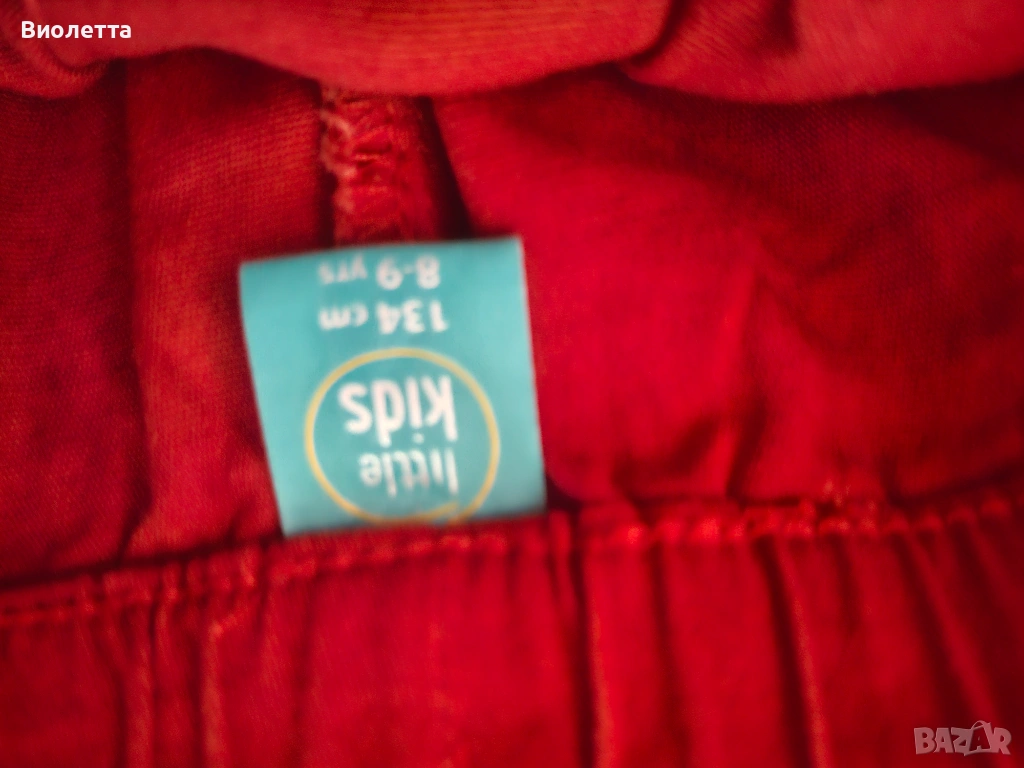 Виолетта
little
kids
134 cm
8-9 yrs
BAZAR